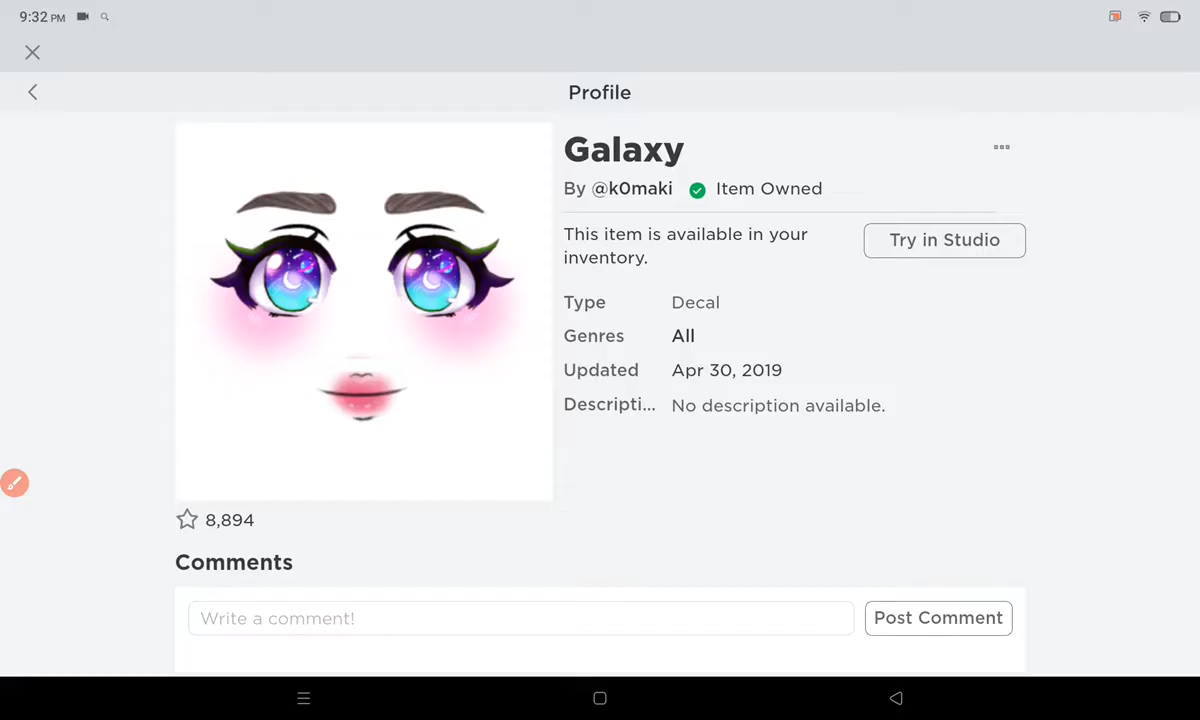 9:32 PM
Profile
Galaxy
By @k0maki Item Owned
This item is available in your
inventory.
Try in Studio
Type Decal
Genres All
Updated Apr 30, 2019
Descripti... No description available.
8,894
Comments
Write a comment!
Post Comment